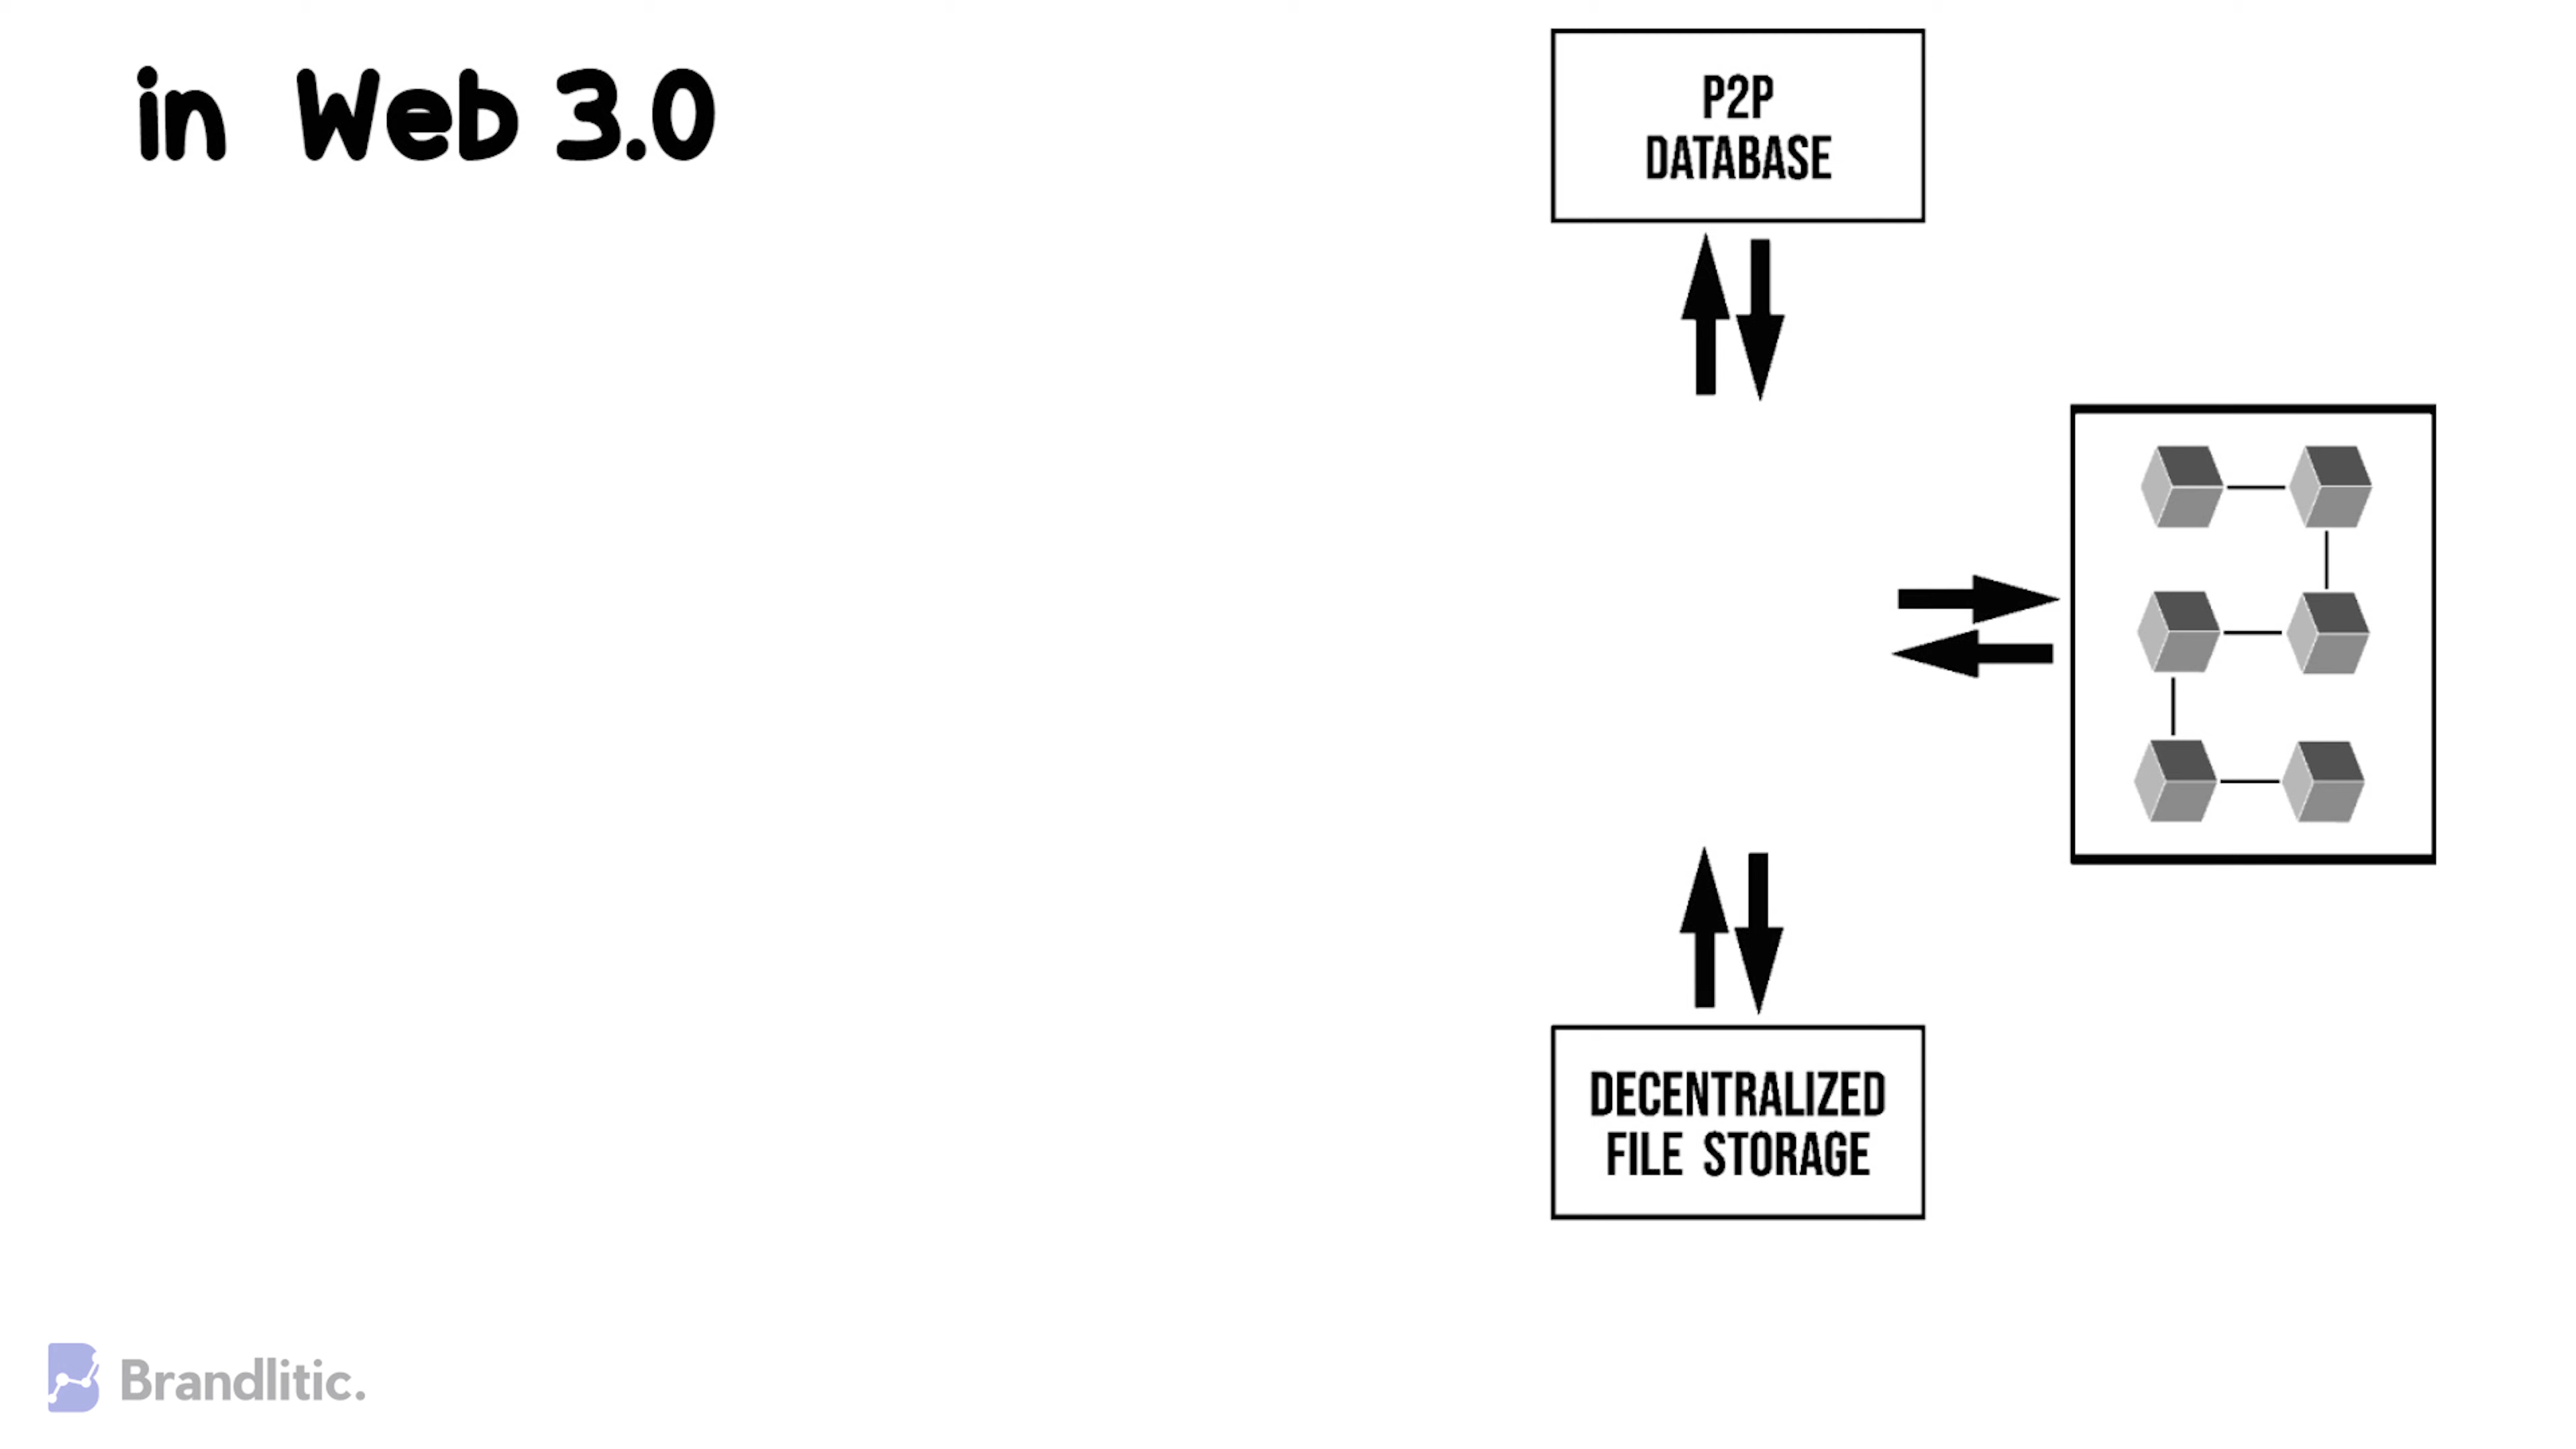 in Web 3.0
P2P
DATABASE
DECENTRALIZED
FILE STORAGE
Brandlitic.